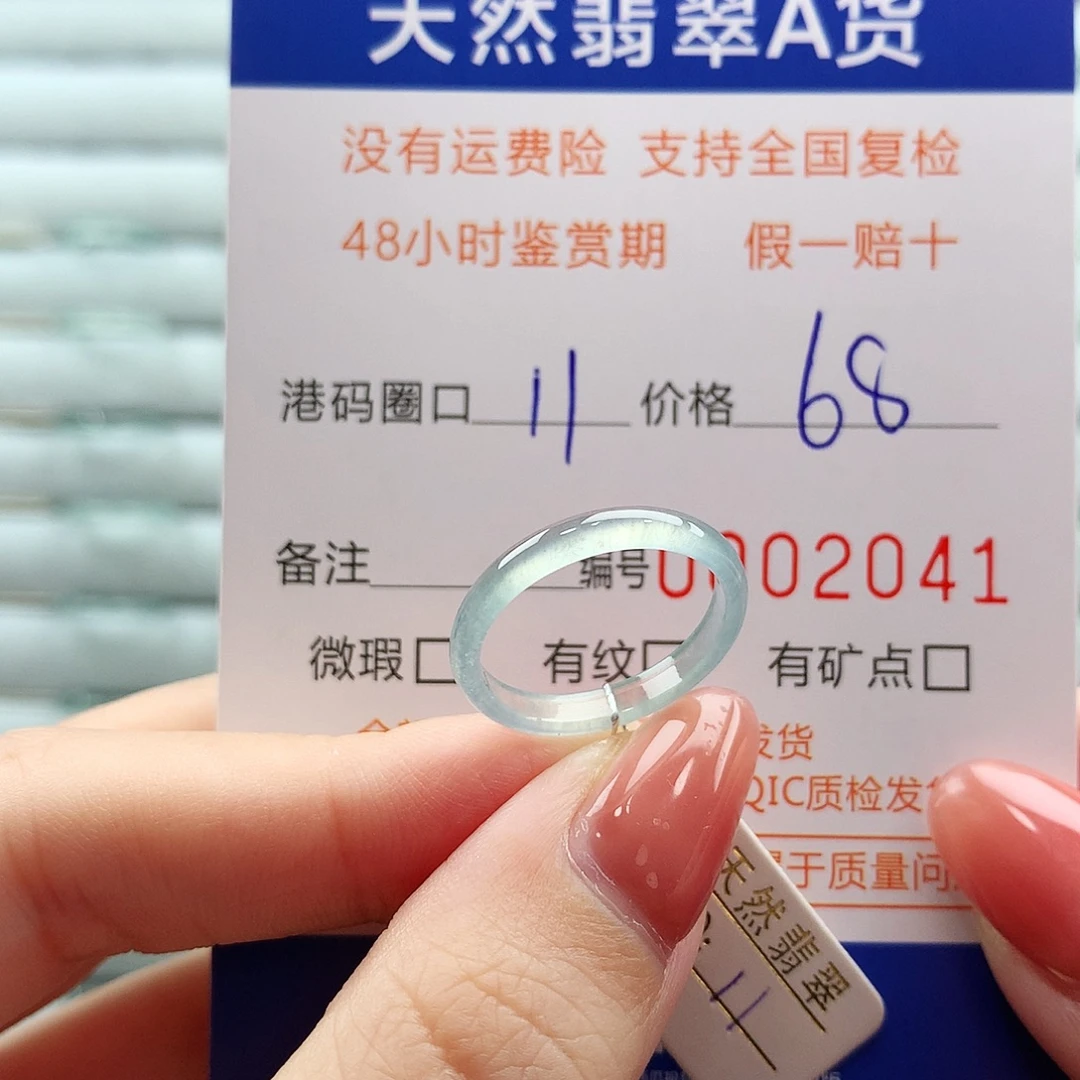 天然翡翠A货
没有运费险 支持全国复检
48小时鉴赏期 假一赔十
港码圈口 11 价格 68
备注 编号 0002041
微瑕□ 有纹□ 有矿点□
发货
QIC质检发
于质量问
天然翡翠
11